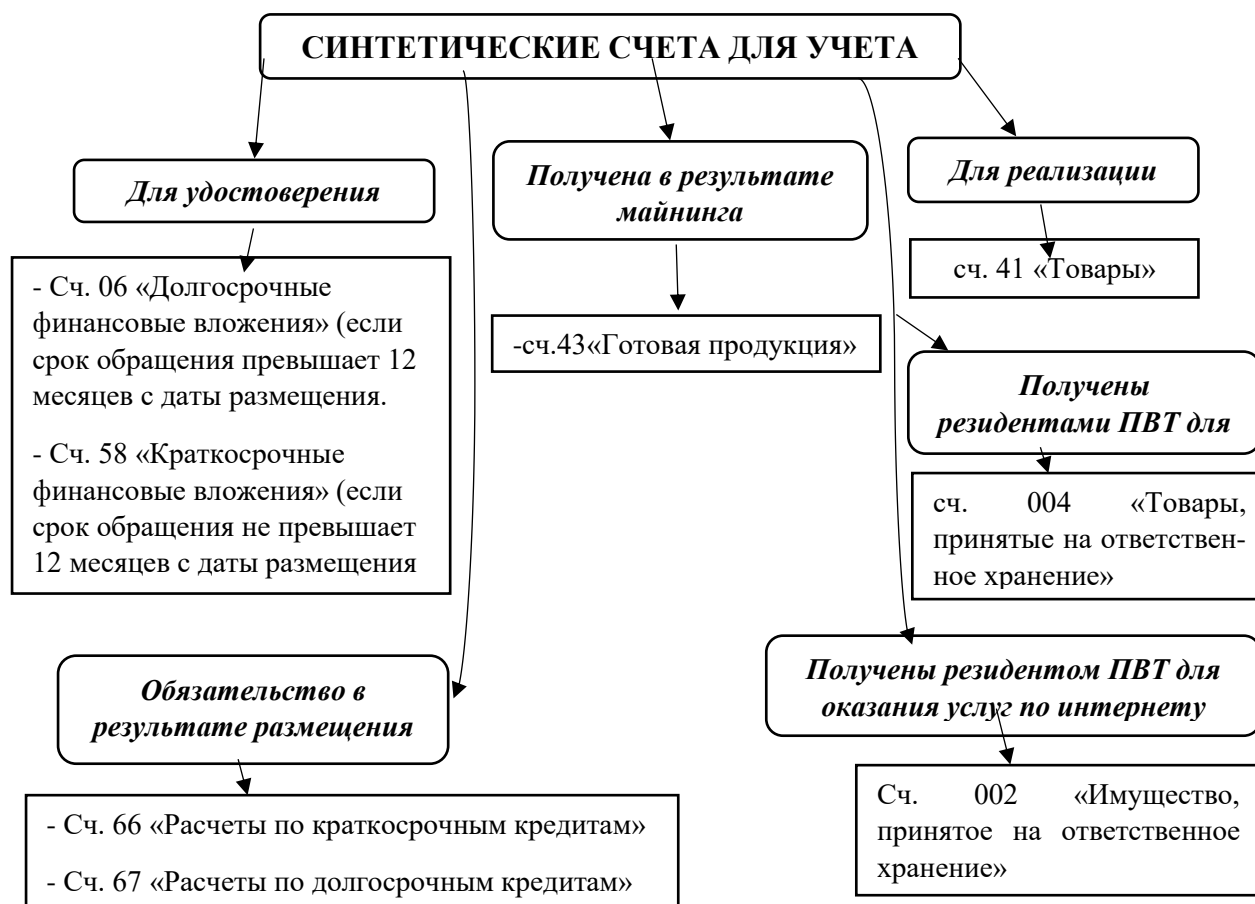 СИНТЕТИЧЕСКИЕ СЧЕТА ДЛЯ УЧЕТА
Для удостоверения
- Сч. 06 «Долгосрочные
финансовые вложения» (если
срок обращения превышает 12
месяцев с даты размещения.
- Сч. 58 «Краткосрочные
финансовые вложения» (если
срок обращения не превышает
12 месяцев с даты размещения
Получена в результате
майнинга
-сч.43«Готовая продукция»
Для реализации
сч. 41 «Товары»
Получены
резидентами ПВТ для
сч. 004 «Товары,
принятые на ответствен-
ное хранение»
Обязательство в
результате размещения
- Сч. 66 «Расчеты по краткосрочным кредитам»
- Сч. 67 «Расчеты по долгосрочным кредитам»
Получены резидентом ПВТ для
оказания услуг по интернету
Сч. 002 «Имущество,
принятое на ответственное
хранение»